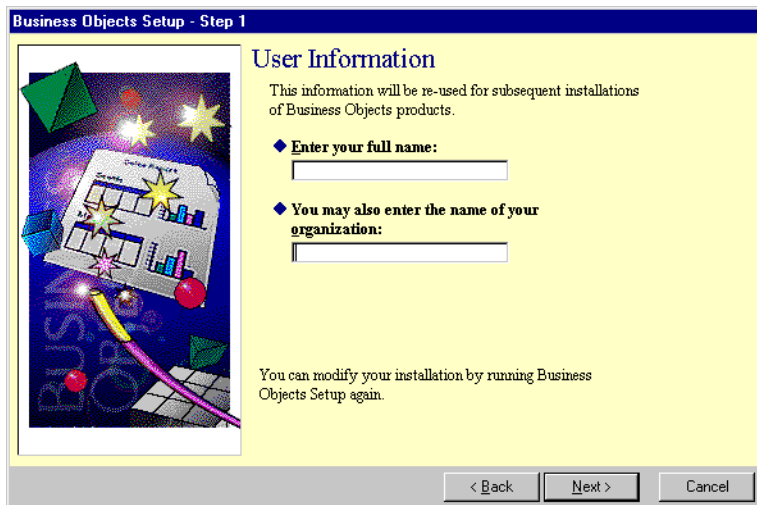 Business Objects Setup - Step 1
User Information
This information will be re-used for subsequent installations
of Business Objects products.
Enter your full name:
You may also enter the name of your
organization:
BUSIN
OBJE
You can modify your installation by running Business
Objects Setup again.
< Back
Next >
Cancel